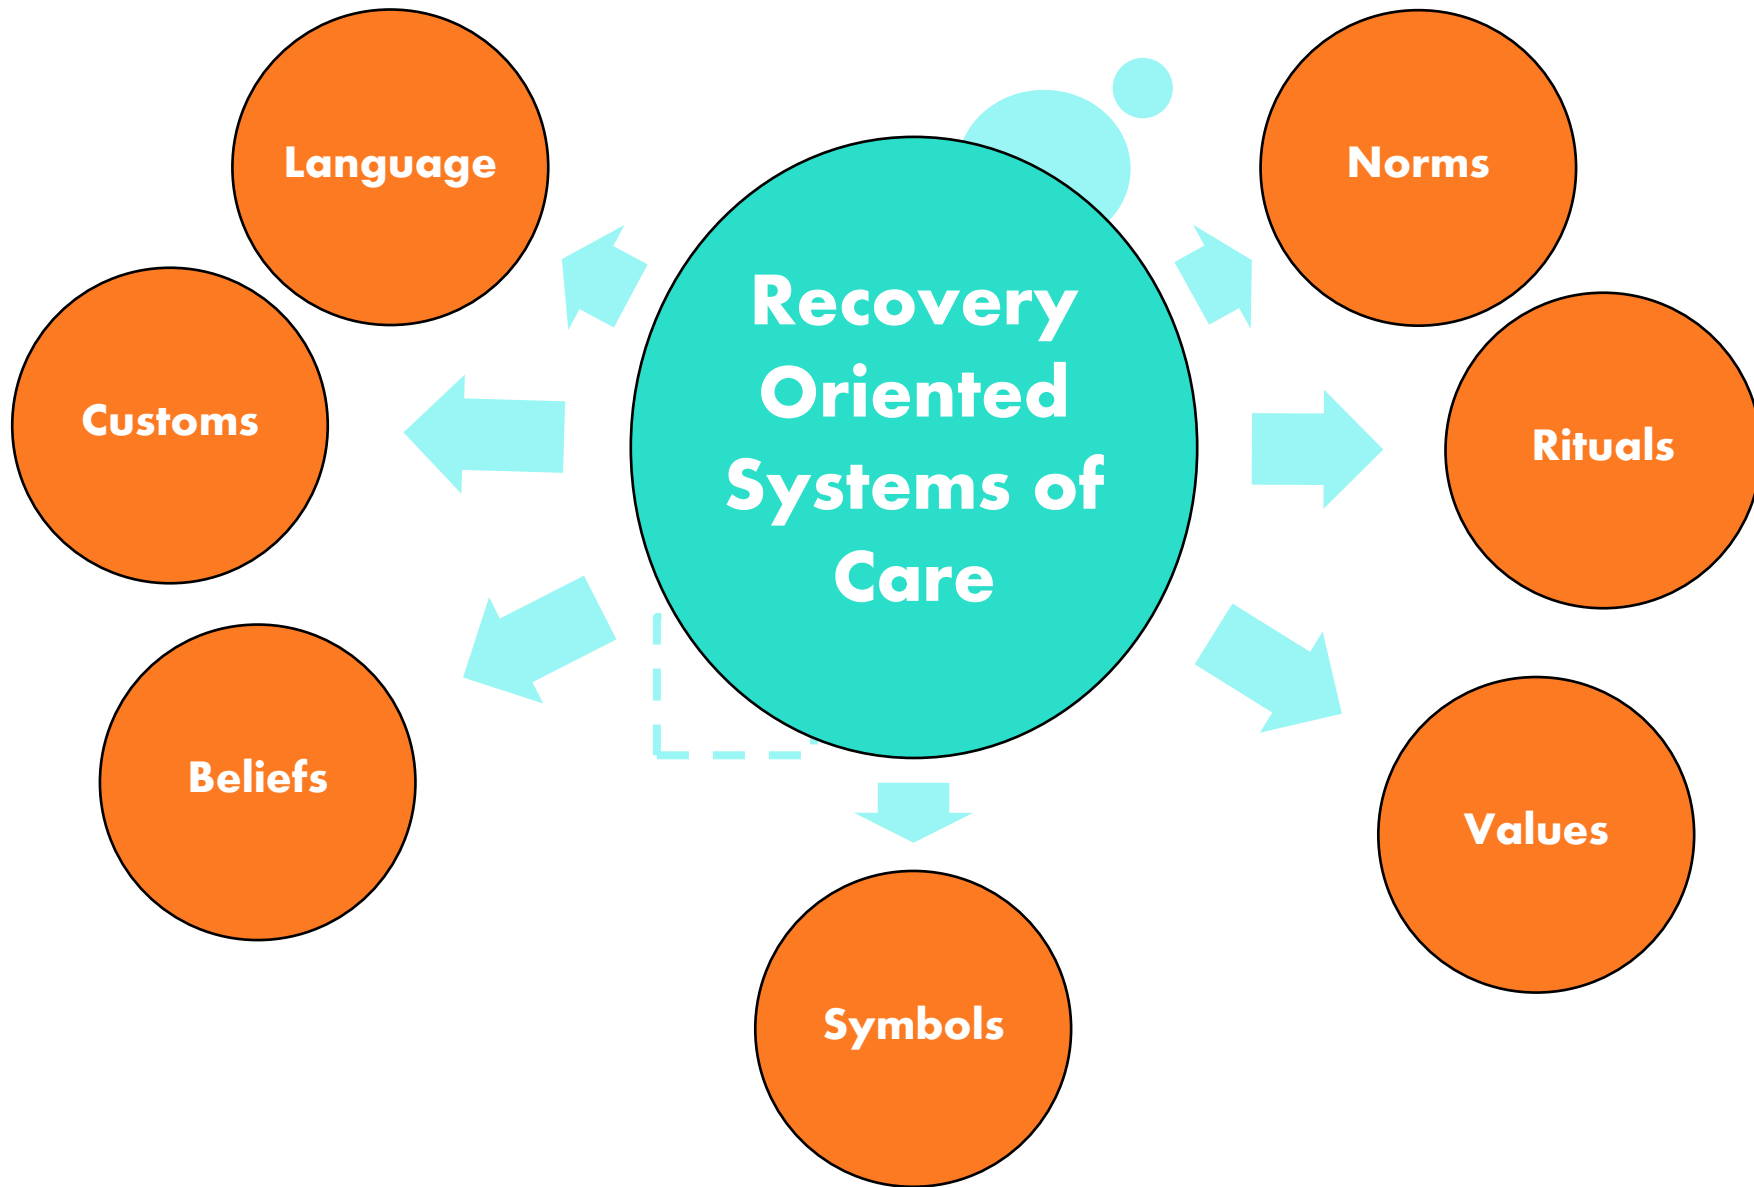 Language
Norms
Recovery
Oriented
Systems of
Care
Customs
Rituals
Beliefs
Values
Symbols